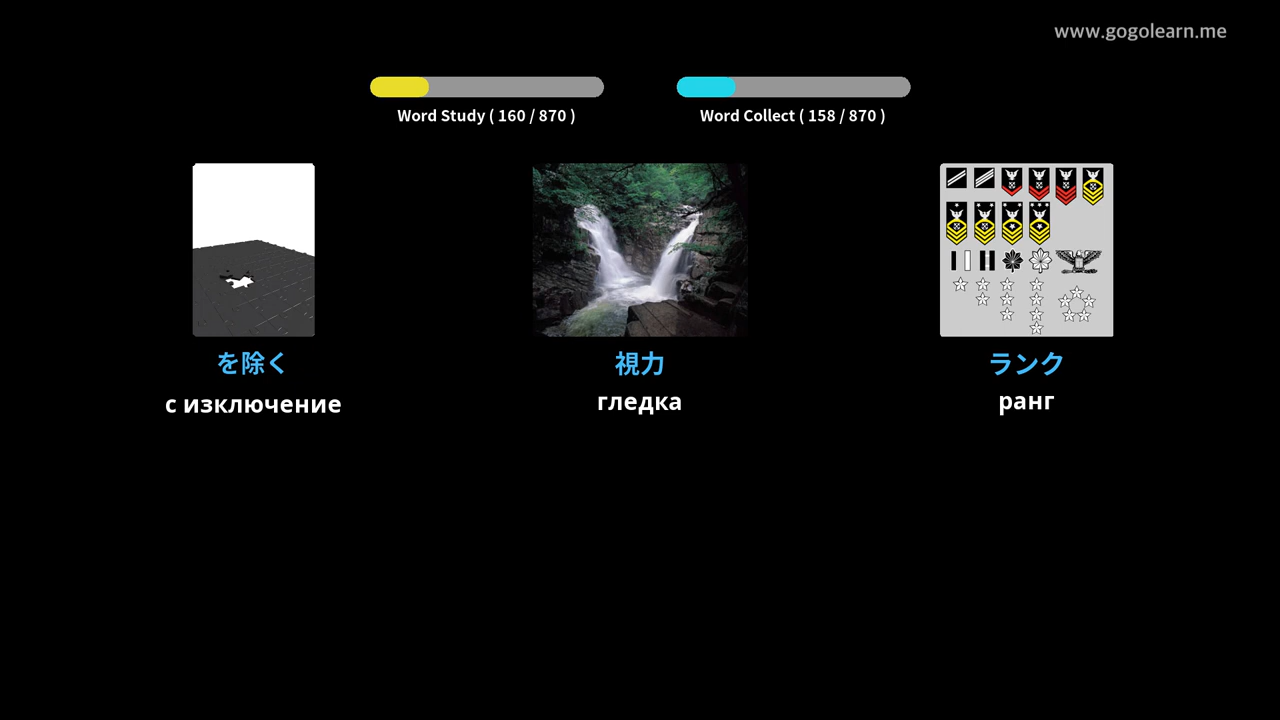 www.gogolearn.me
Word Study ( 160 / 870 )
Word Collect ( 158 / 870 )
を除く
視力
ランク
с изключение
гледка
ранг